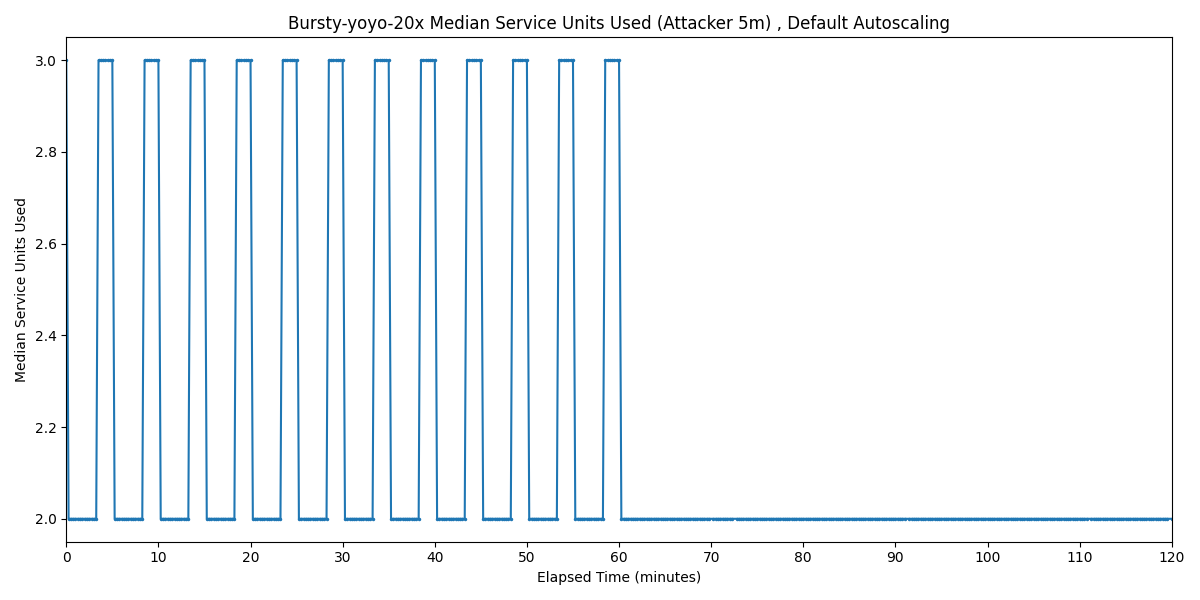 Bursty-yoyo-20x Median Service Units Used (Attacker 5m) , Default Autoscaling
Median Service Units Used
3.0
2.8
2.6
2.4
2.2
2.0
0 10 20 30 40 50 60 70 80 90 100 110 120
Elapsed Time (minutes)